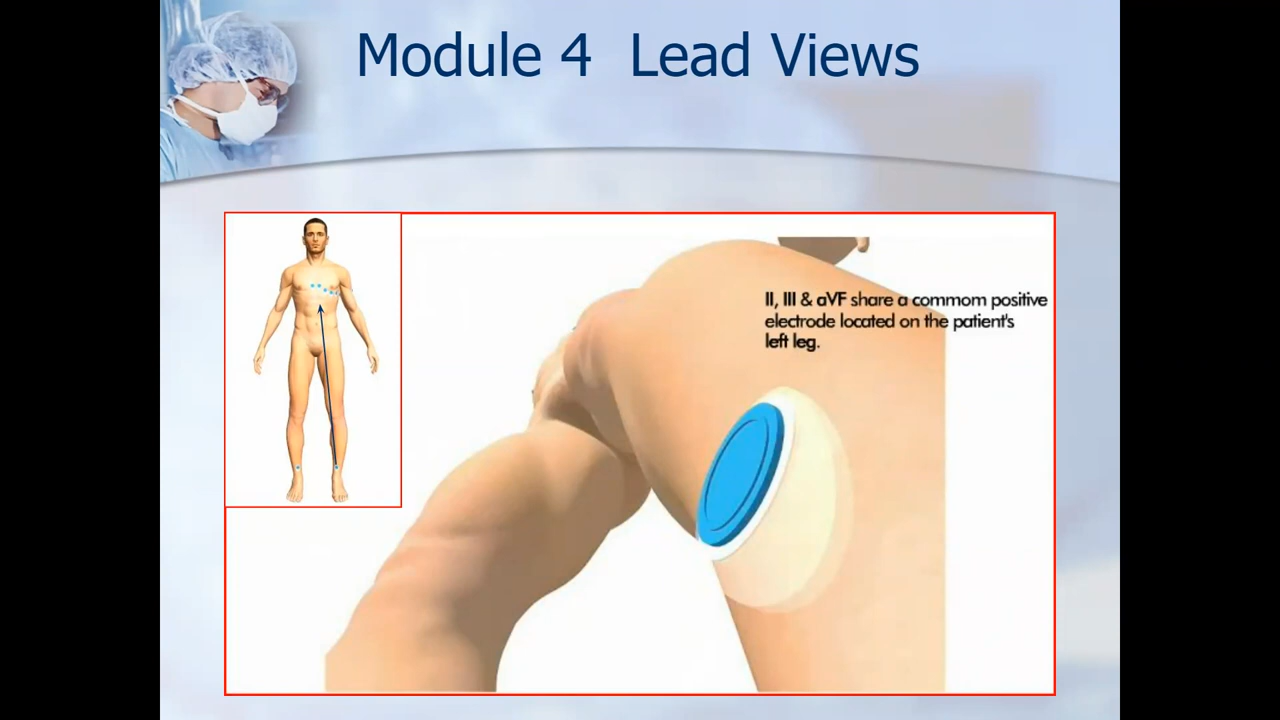 Module 4 Lead Views
II, III & aVF share a commom positive
electrode located on the patient's
left leg.